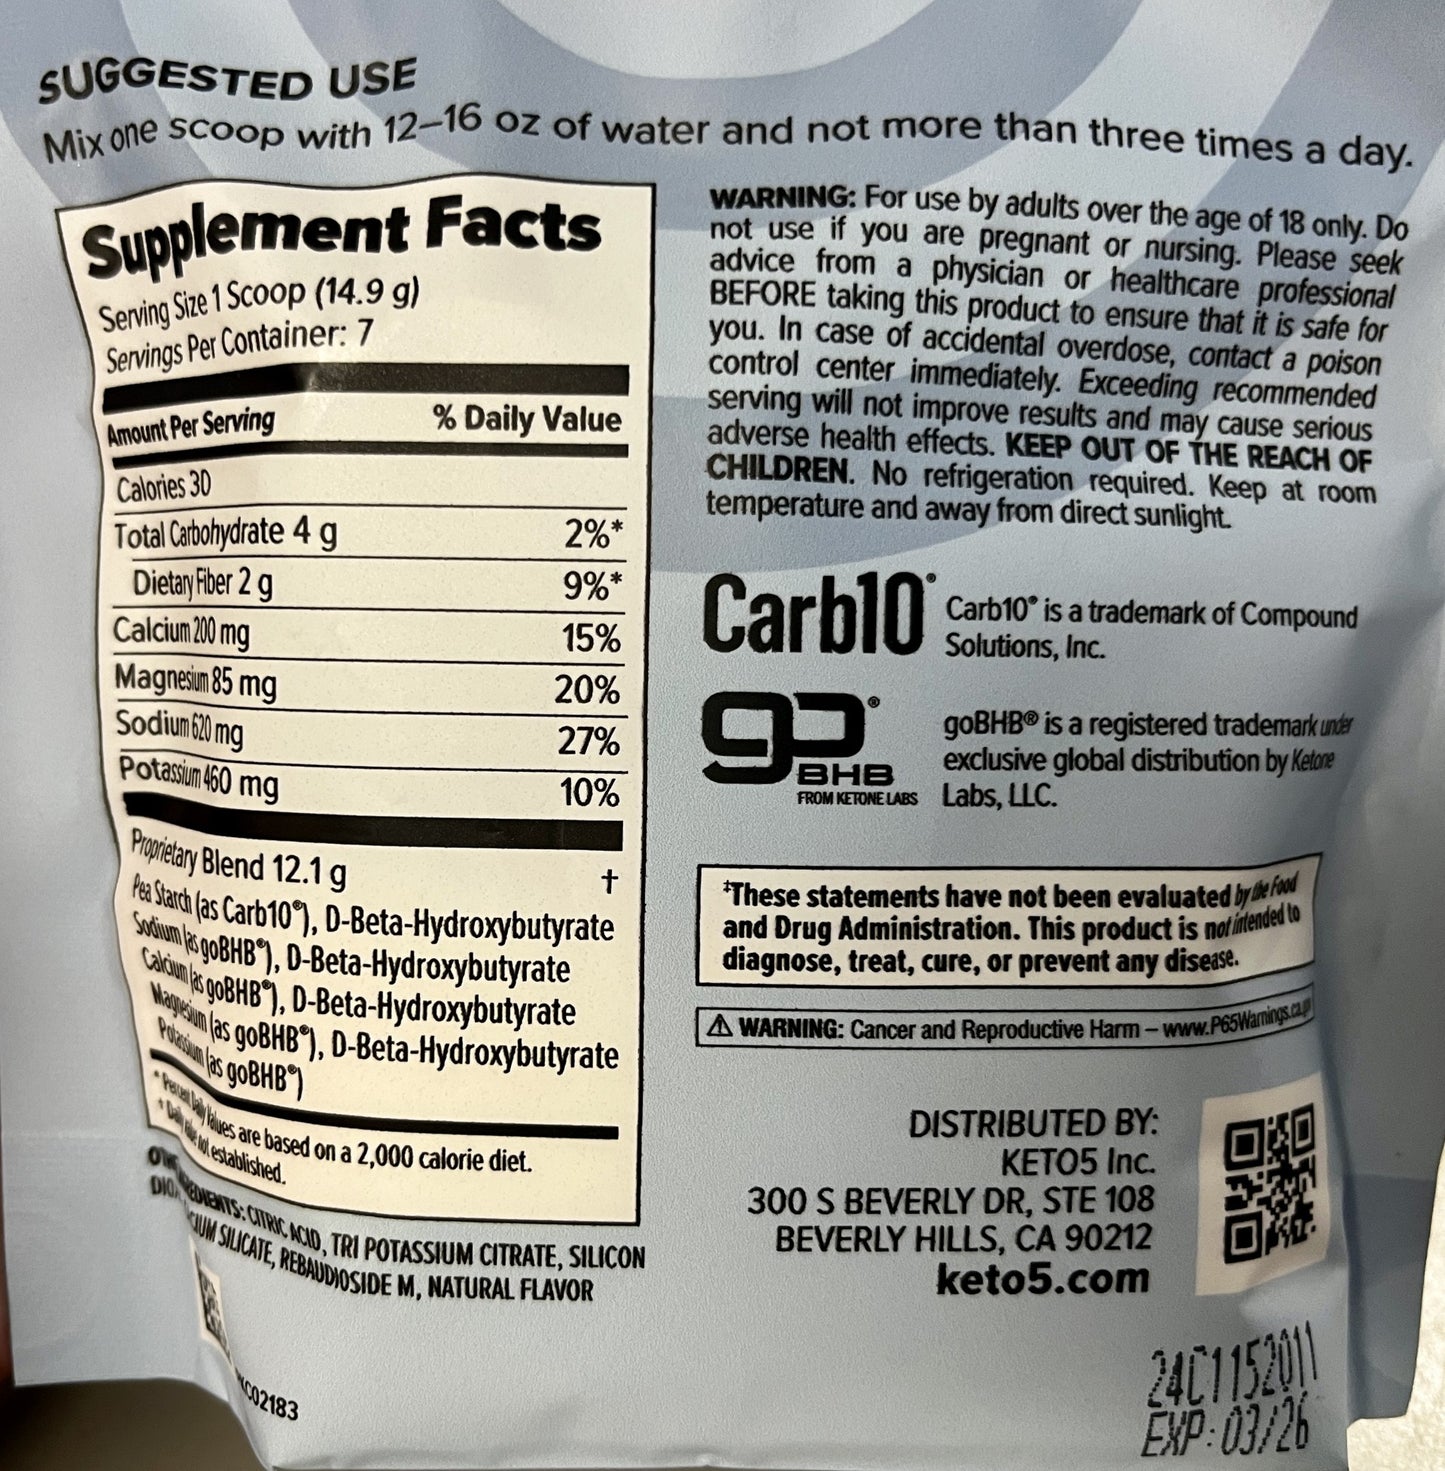 SUGGESTED USE
Mix one scoop with 12–16 oz of water and not more than three times a day.
Supplement Facts
Serving Size 1 Scoop (14.9 g)
Servings Per Container: 7
Amount Per Serving % Daily Value
Calories 30
Total Carbohydrate 4 g 2%*
Dietary Fiber 2 g 9%*
Calcium 200 mg 15%
Magnesium 85 mg 20%
Sodium 620 mg 27%
Potassium 460 mg 10%
Proprietary Blend 12.1 g †
Pea Starch (as Carb10®), D-Beta-Hydroxybutyrate
Sodium (as goBHB®), D-Beta-Hydroxybutyrate
Calcium (as goBHB®), D-Beta-Hydroxybutyrate
Magnesium (as goBHB®), D-Beta-Hydroxybutyrate
Potassium (as goBHB®)
* Percent Daily Values are based on a 2,000 calorie diet.
not established.
CITRIC ACID, TRI POTASSIUM CITRATE, SILICON
SILICATE, REBAUDIOSIDE M, NATURAL FLAVOR
C02183
WARNING: For use by adults over the age of 18 only. Do
not use if you are pregnant or nursing. Please seek
advice from a physician or healthcare professional
BEFORE taking this product to ensure that it is safe for
you. In case of accidental overdose, contact a poison
control center immediately. Exceeding recommended
serving will not improve results and may cause serious
adverse health effects. KEEP OUT OF THE REACH OF
CHILDREN. No refrigeration required. Keep at room
temperature and away from direct sunlight.
Carb10®
Carb10® is a trademark of Compound
Solutions, Inc.
go®
BHB
FROM KETONE LABS
goBHB® is a registered trademark under
exclusive global distribution by Ketone
Labs, LLC.
‡These statements have not been evaluated by the Food
and Drug Administration. This product is not intended to
diagnose, treat, cure, or prevent any disease.
⚠ WARNING: Cancer and Reproductive Harm – www.P65Warnings.ca
DISTRIBUTED BY:
KETO5 Inc.
300 S BEVERLY DR, STE 108
BEVERLY HILLS, CA 90212
keto5.com
24C1152011
EXP:03/26